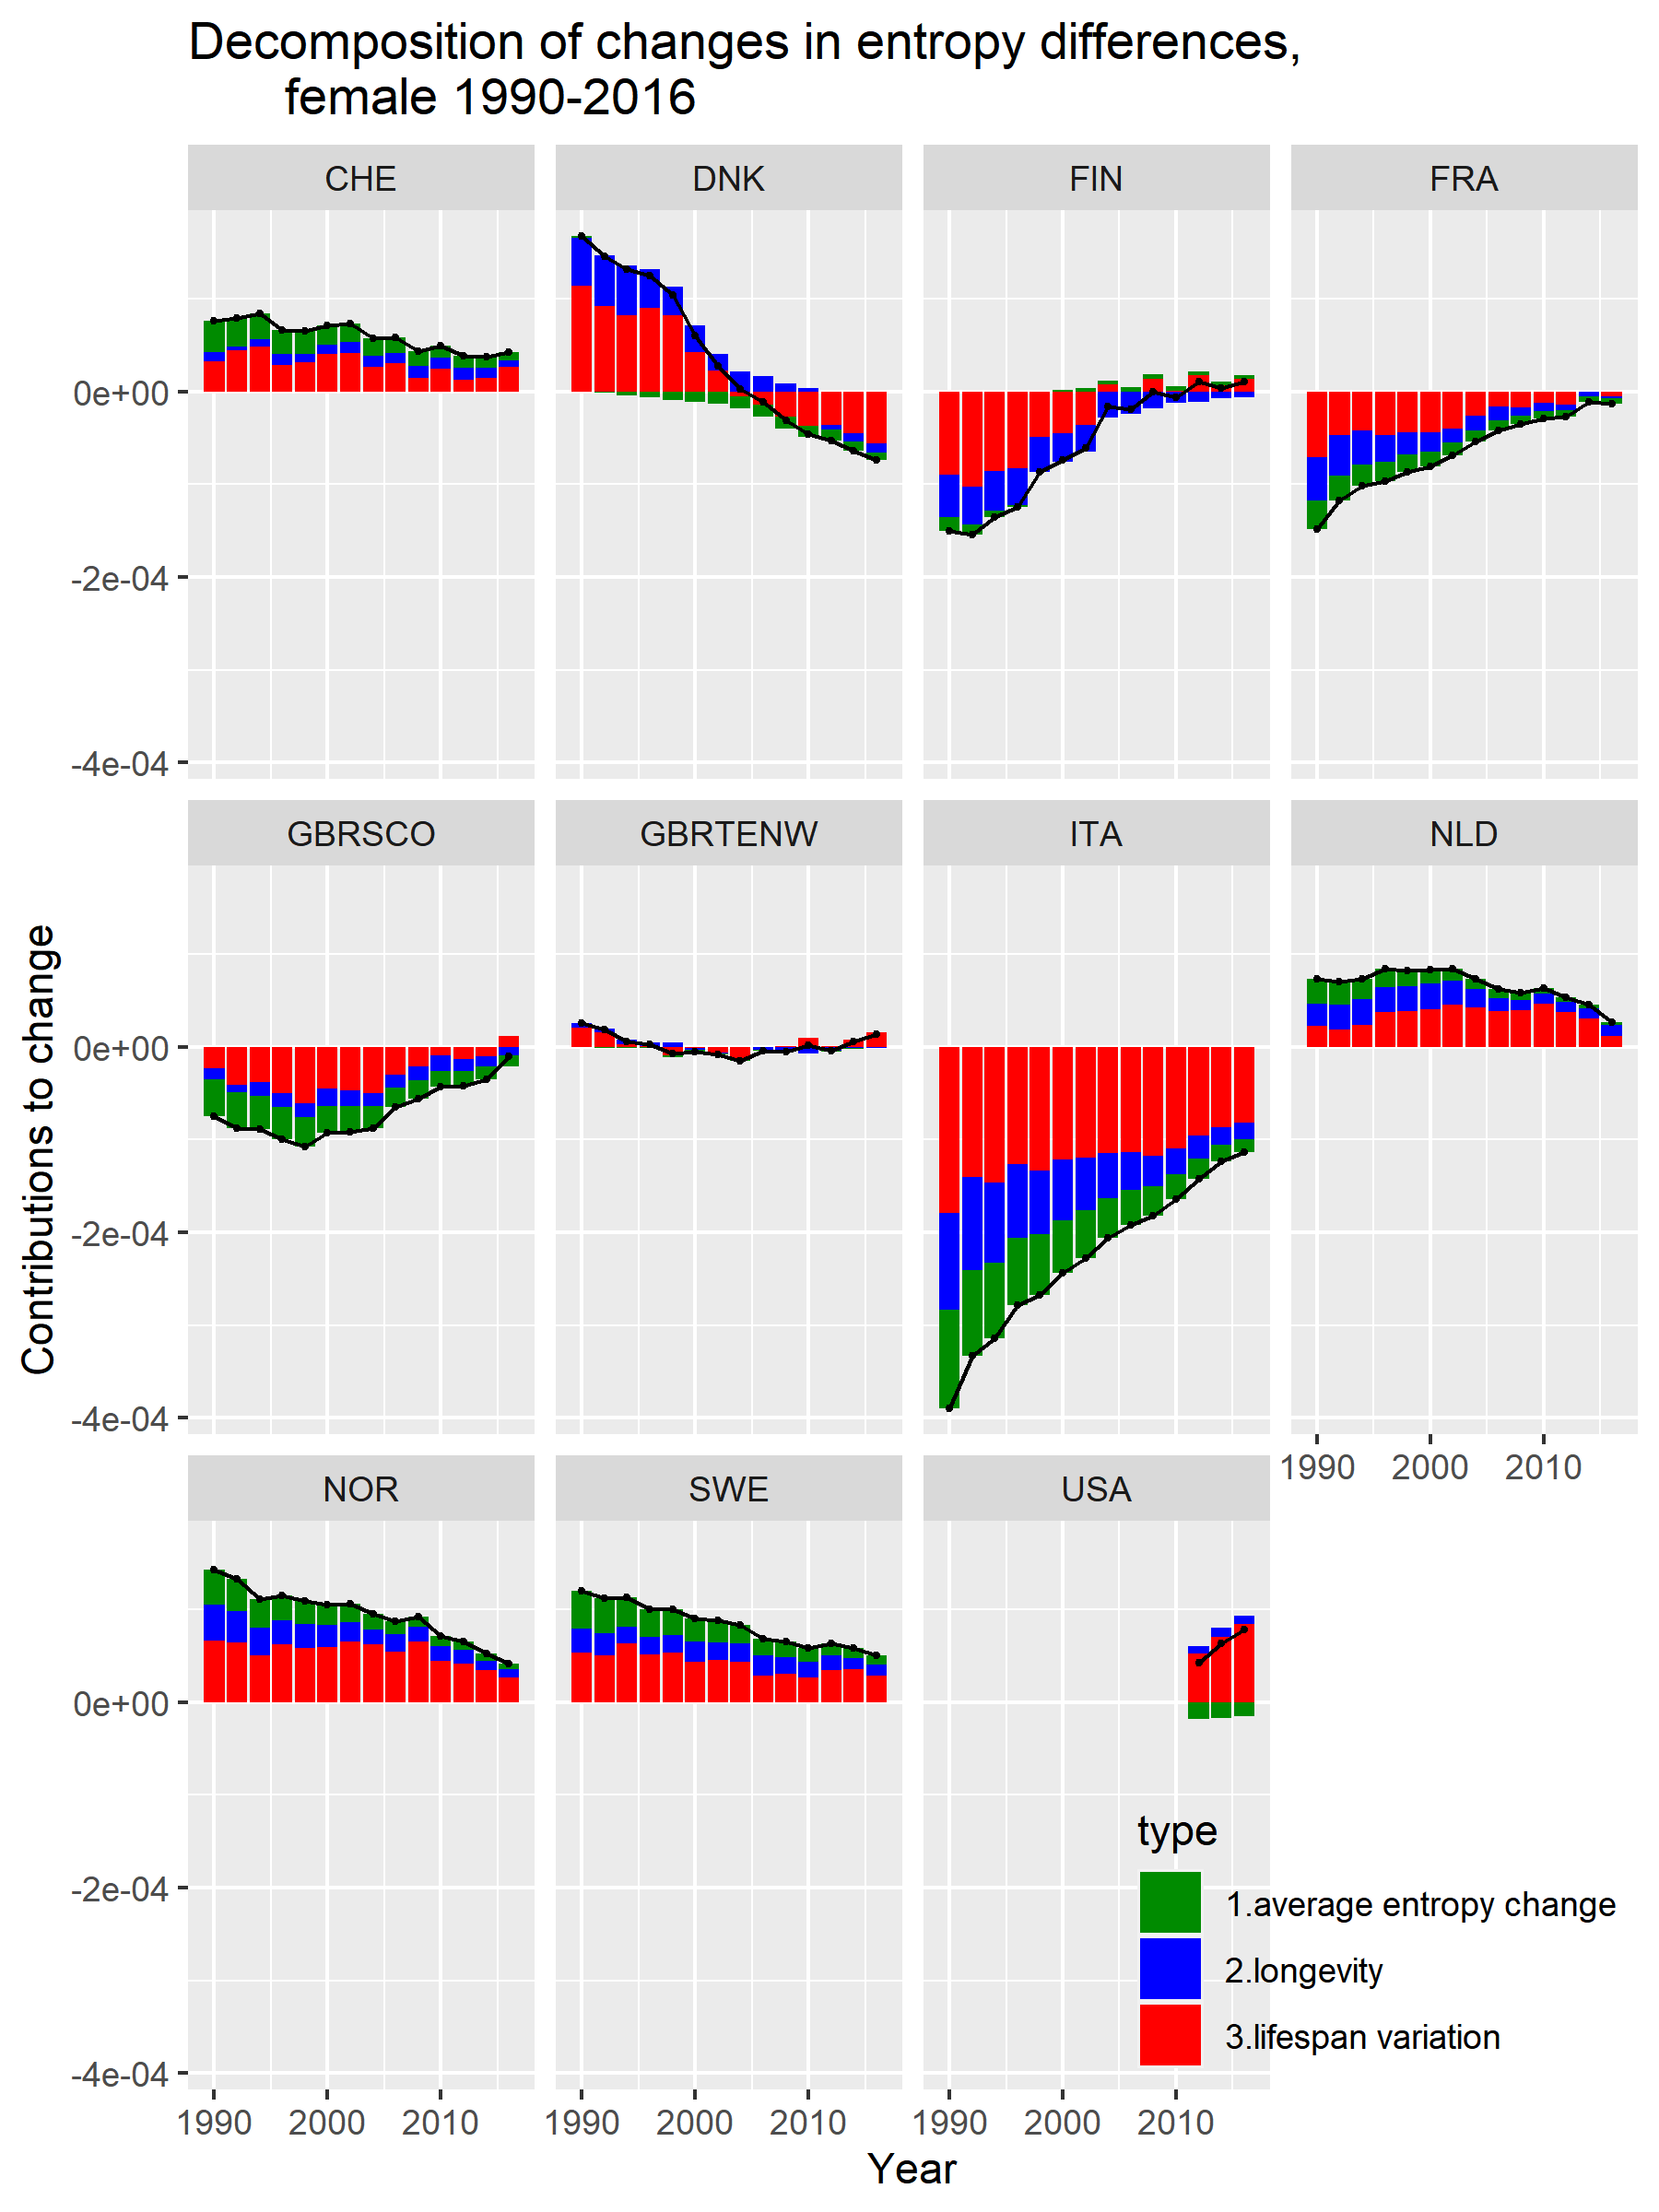 Decomposition of changes in entropy differences,
female 1990-2016
CHE DNK FIN FRA
0e+00
-2e-04
-4e-04
GBRSCO GBRTENW ITA NLD
Contributions to change
0e+00
-2e-04
-4e-04
1990 2000 2010
NOR SWE USA
0e+00
-2e-04
-4e-04
type
1.average entropy change
2.longevity
3.lifespan variation
1990 2000 2010 1990 2000 2010 1990 2000 2010
Year